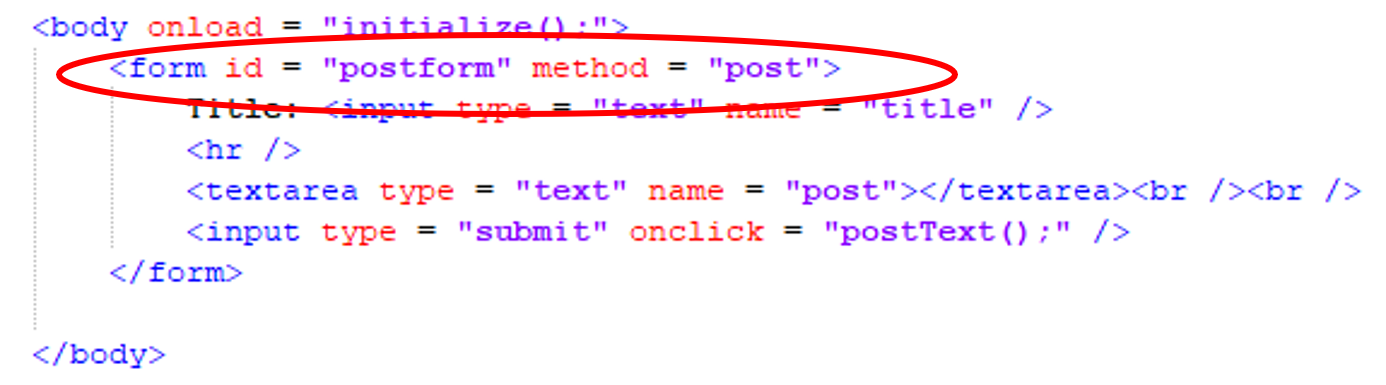 <body onload = "initialize();">
<form id = "postform" method = "post">
Title: <input type = "text" name = "title" />
<hr />
<textarea type = "text" name = "post"></textarea><br /><br />
<input type = "submit" onclick = "postText();" />
</form>
</body>